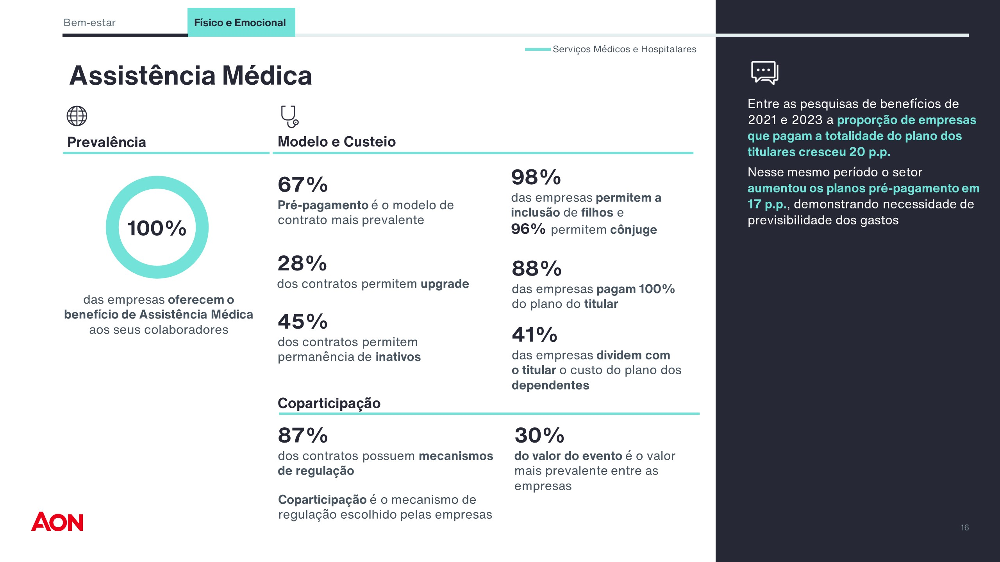 Bem-estar
Físico e Emocional
Serviços Médicos e Hospitalares
Assistência Médica
Prevalência
100%
das empresas oferecem o
benefício de Assistência Médica
aos seus colaboradores
Modelo e Custeio
67%
Pré-pagamento é o modelo de
contrato mais prevalente
28%
dos contratos permitem upgrade
45%
dos contratos permitem
permanência de inativos
98%
das empresas permitem a
inclusão de filhos e
96% permitem cônjuge
88%
das empresas pagam 100%
do plano do titular
41%
das empresas dividem com
o titular o custo do plano dos
dependentes
Coparticipação
87%
dos contratos possuem mecanismos
de regulação
Coparticipação é o mecanismo de
regulação escolhido pelas empresas
30%
do valor do evento é o valor
mais prevalente entre as
empresas
Entre as pesquisas de benefícios de
2021 e 2023 a proporção de empresas
que pagam a totalidade do plano dos
titulares cresceu 20 p.p.
Nesse mesmo período o setor
aumentou os planos pré-pagamento em
17 p.p., demonstrando necessidade de
previsibilidade dos gastos
AON
16